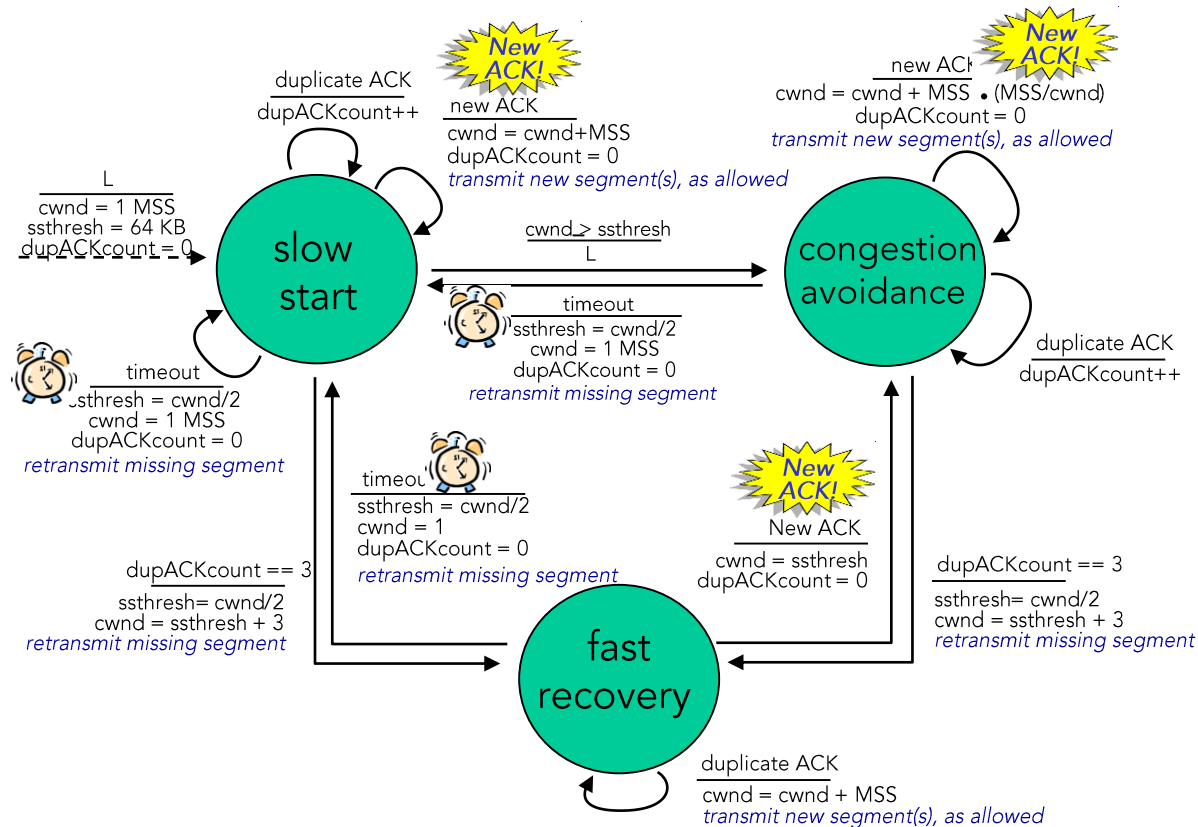 New
ACK!
duplicate ACK
dupACKcount++
new ACK
cwnd = cwnd+MSS
dupACKcount = 0
transmit new segment(s), as allowed
New
ACK!
new ACK
cwnd = cwnd + MSS • (MSS/cwnd)
dupACKcount = 0
transmit new segment(s), as allowed
L
cwnd = 1 MSS
ssthresh = 64 KB
dupACKcount = 0
slow
start
cwnd > ssthresh
L
congestion
avoidance
timeout
ssthresh = cwnd/2
cwnd = 1 MSS
dupACKcount = 0
retransmit missing segment
duplicate ACK
dupACKcount++
timeout
ssthresh = cwnd/2
cwnd = 1 MSS
dupACKcount = 0
retransmit missing segment
timeou
ssthresh = cwnd/2
cwnd = 1
dupACKcount = 0
retransmit missing segment
New
ACK!
New ACK
cwnd = ssthresh
dupACKcount = 0
dupACKcount == 3
ssthresh= cwnd/2
cwnd = ssthresh + 3
retransmit missing segment
dupACKcount == 3
ssthresh= cwnd/2
cwnd = ssthresh + 3
retransmit missing segment
fast
recovery
duplicate ACK
cwnd = cwnd + MSS
transmit new segment(s), as allowed